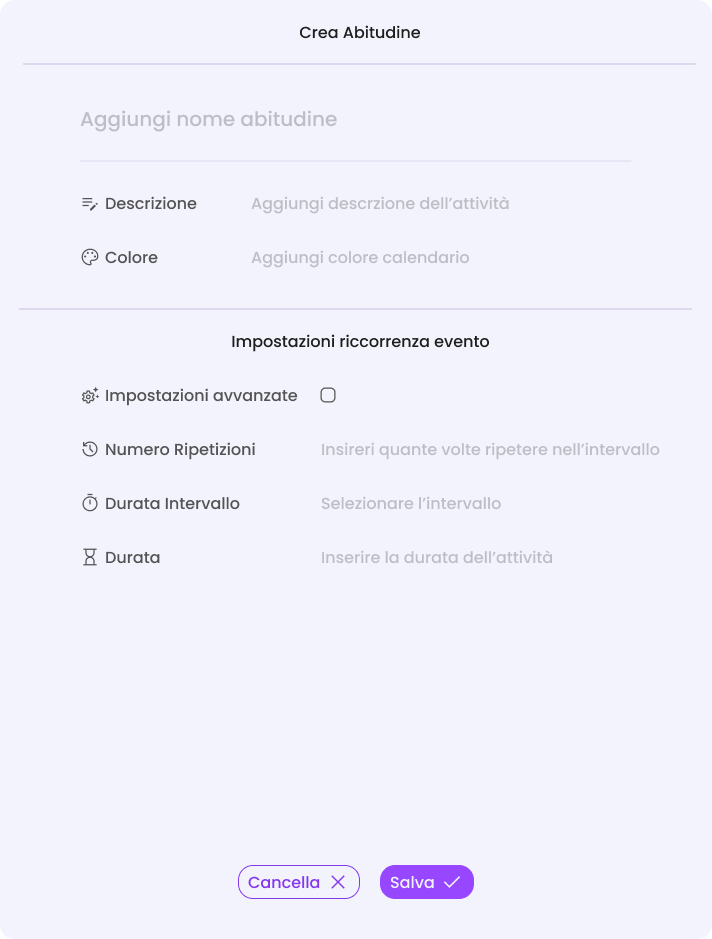 Crea Abitudine
Aggiungi nome abitudine
Descrizione Aggiungi descrzione dell'attività
Colore Aggiungi colore calendario
Impostazioni riccorrenza evento
Impostazioni avvanzate
Numero Ripetizioni Insireri quante volte ripetere nell'intervallo
Durata Intervallo Selezionare l'intervallo
Durata Inserire la durata dell'attività
Cancella Salva